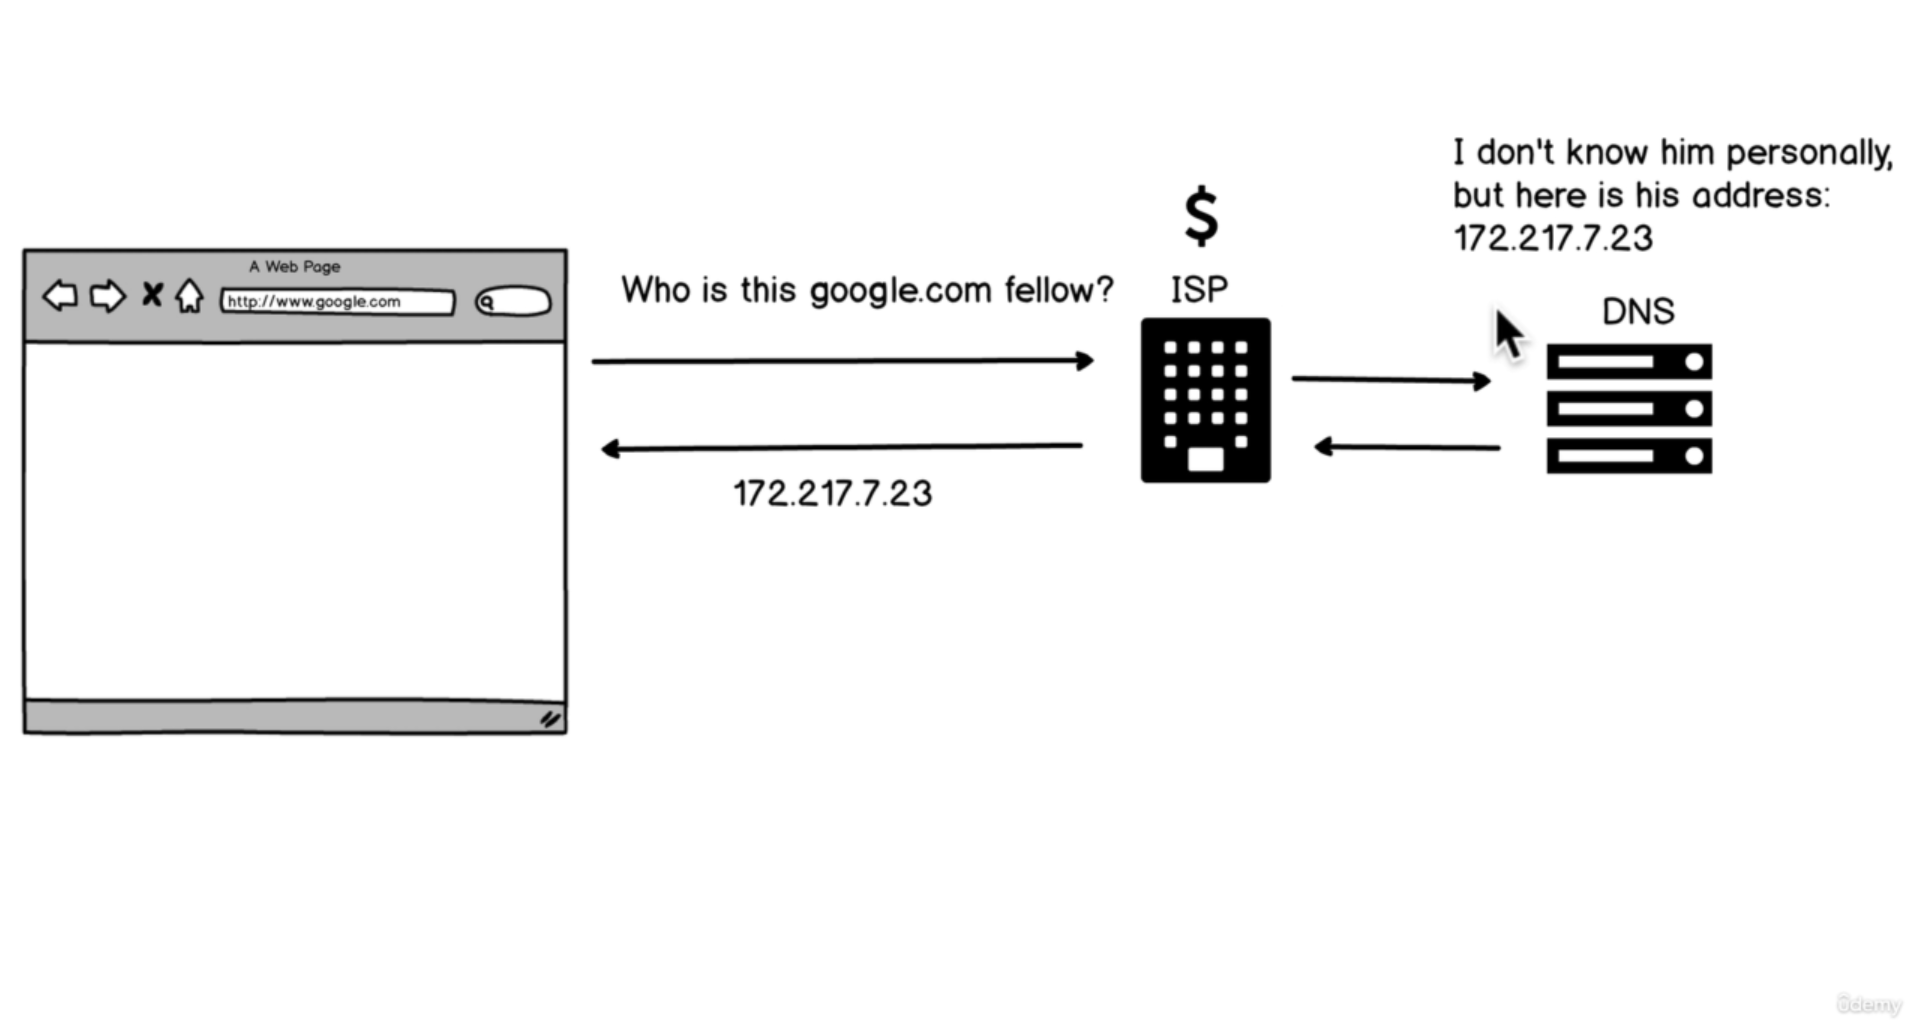 A Web Page
http://www.google.com
Who is this google.com fellow?
172.217.7.23
$
ISP
I don't know him personally,
but here is his address:
172.217.7.23
DNS
ûdemy